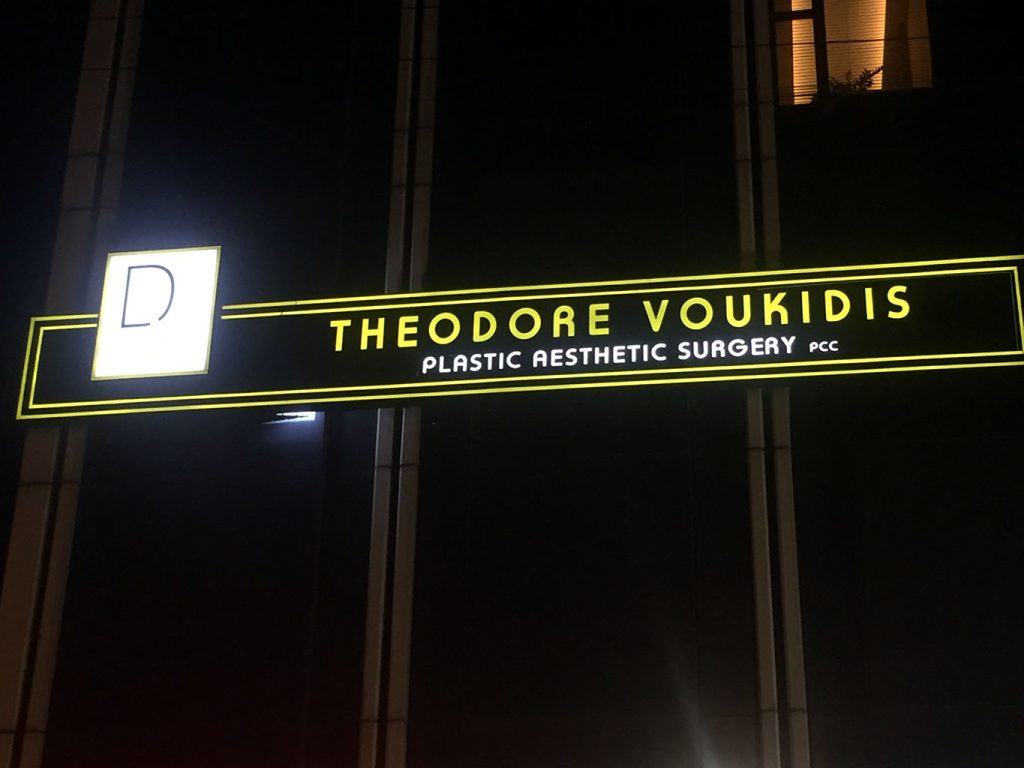 D
THEODORE VOUKIDIS
PLASTIC AESTHETIC SURGERY PCC